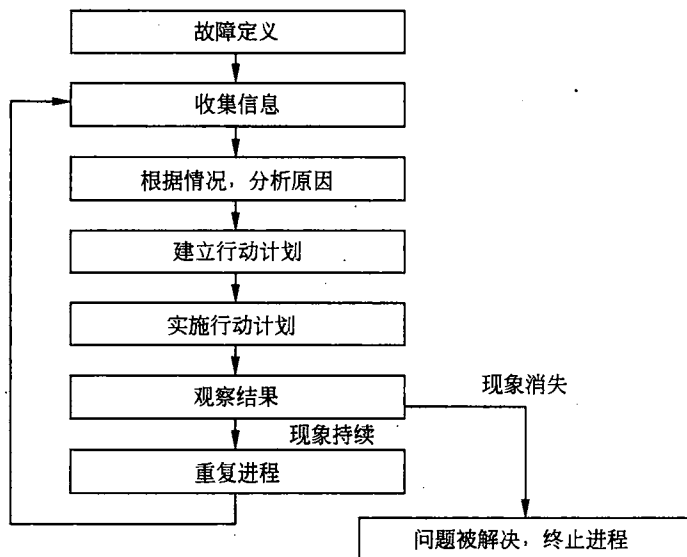 故障定义
收集信息
根据情况，分析原因
建立行动计划
实施行动计划
观察结果
现象消失
现象持续
重复进程
问题被解决，终止进程